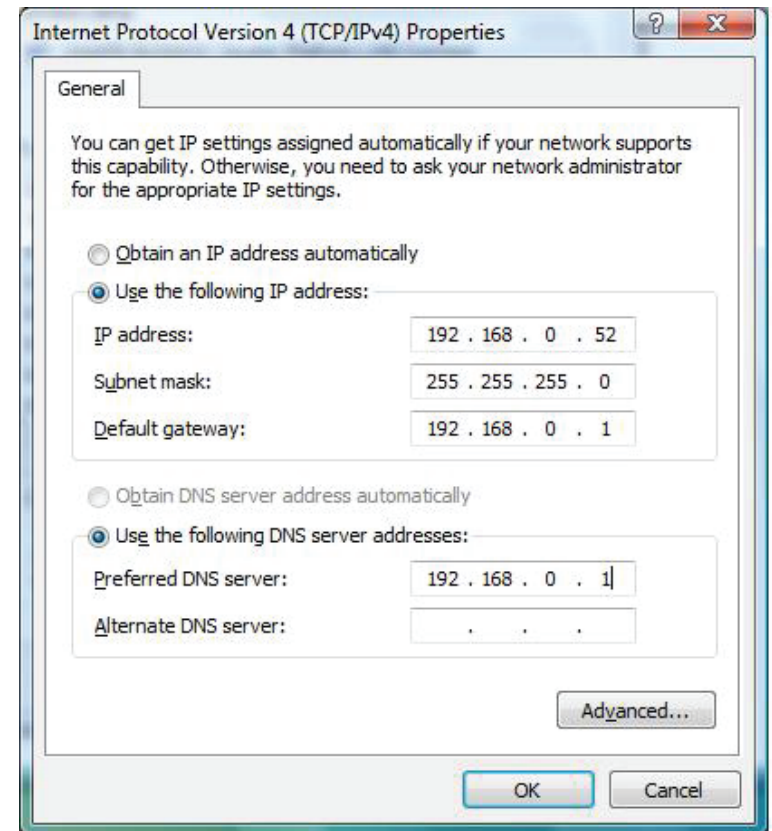 Internet Protocol Version 4 (TCP/IPv4) Properties
?
X
General
You can get IP settings assigned automatically if your network supports
this capability. Otherwise, you need to ask your network administrator
for the appropriate IP settings.
Obtain an IP address automatically
Use the following IP address:
IP address: 192 . 168 . 0 . 52
Subnet mask: 255 . 255 . 255 . 0
Default gateway: 192 . 168 . 0 . 1
Obtain DNS server address automatically
Use the following DNS server addresses:
Preferred DNS server: 192 . 168 . 0 . 1
Alternate DNS server: . . .
Advanced...
OK Cancel